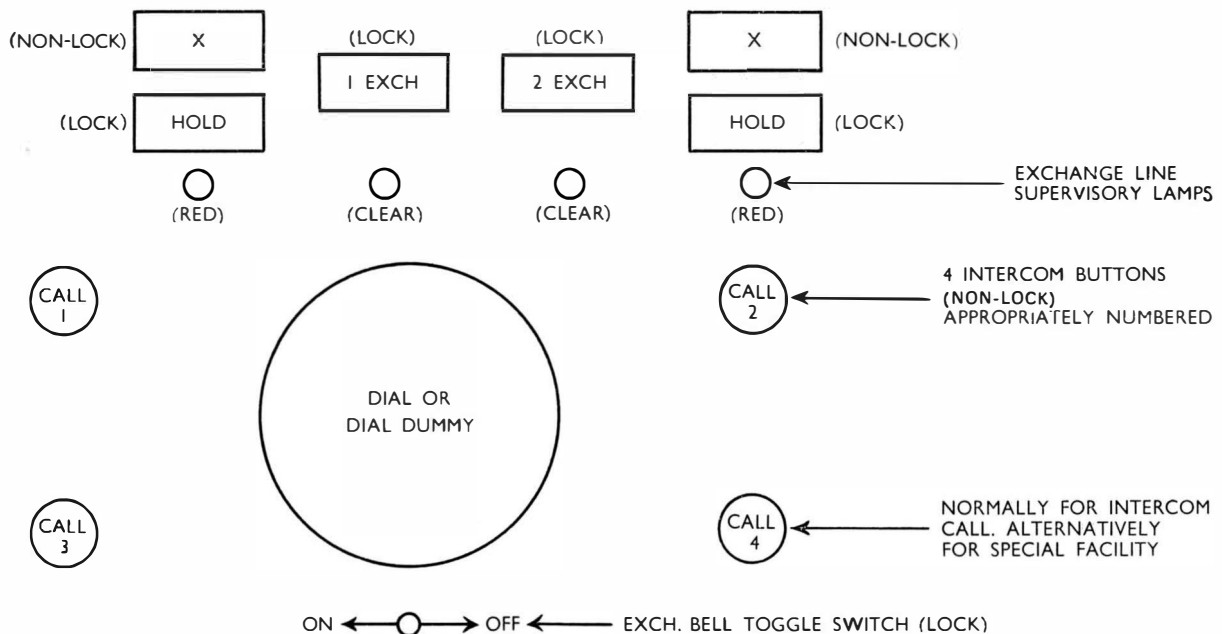 (NON-LOCK) X (LOCK) (LOCK) X (NON-LOCK)
1 EXCH 2 EXCH
(LOCK) HOLD HOLD (LOCK)
(RED) (CLEAR) (CLEAR) (RED)
EXCHANGE LINE
SUPERVISORY LAMPS
CALL
1
CALL
2
4 INTERCOM BUTTONS
(NON-LOCK)
APPROPRIATELY NUMBERED
DIAL OR
DIAL DUMMY
CALL
3
CALL
4
NORMALLY FOR INTERCOM
CALL. ALTERNATIVELY
FOR SPECIAL FACILITY
ON OFF EXCH. BELL TOGGLE SWITCH (LOCK)